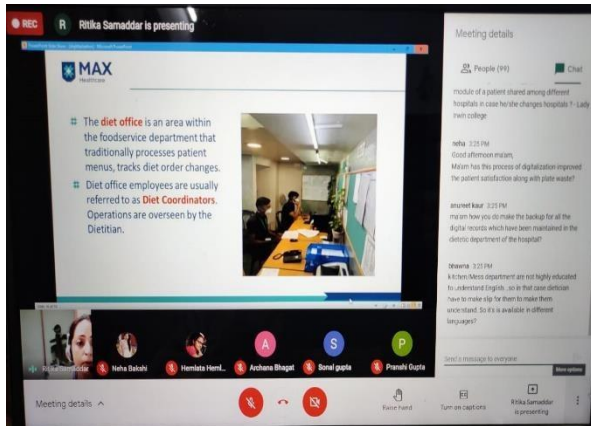 REC
R Ritika Samaddar is presenting
Meeting details
People (99)
Chat
MAX
Healthcare
The diet office is an area within
the foodservice department that
traditionally processes patient
menus, tracks diet order changes.
Diet office employees are usually
referred to as Diet Coordinators.
Operations are overseen by the
Dietitian.
module of a patient shared among different
hospitals in case he/she changes hospitals ? - Lady
Irwin college
neha 3:25 PM
Good afternoon maam,
Maam has this process of digitalization improved
the patient satisfaction along with plate waste?
anureet kaur 3:25 PM
ma'am how you do make the backup for all the
digital records which have been maintained in the
dietetic department of the hospital?
bhawna 3:25 PM
kitchen/Mess department are not highly educated
to understand English. ,so in that case dietician
have to make slip for them to make them
understand. So it's is available in different
languages?
Send a message to everyone
More options
Ritika Samaddar
Neha Bakshi
Hemlata Heml...
A
Archana Bhagat
S
Sonal gupta
P
Pranshi Gupta
Meeting details
Raise hand
Turn on captions
Ritika Samaddar
is presenting